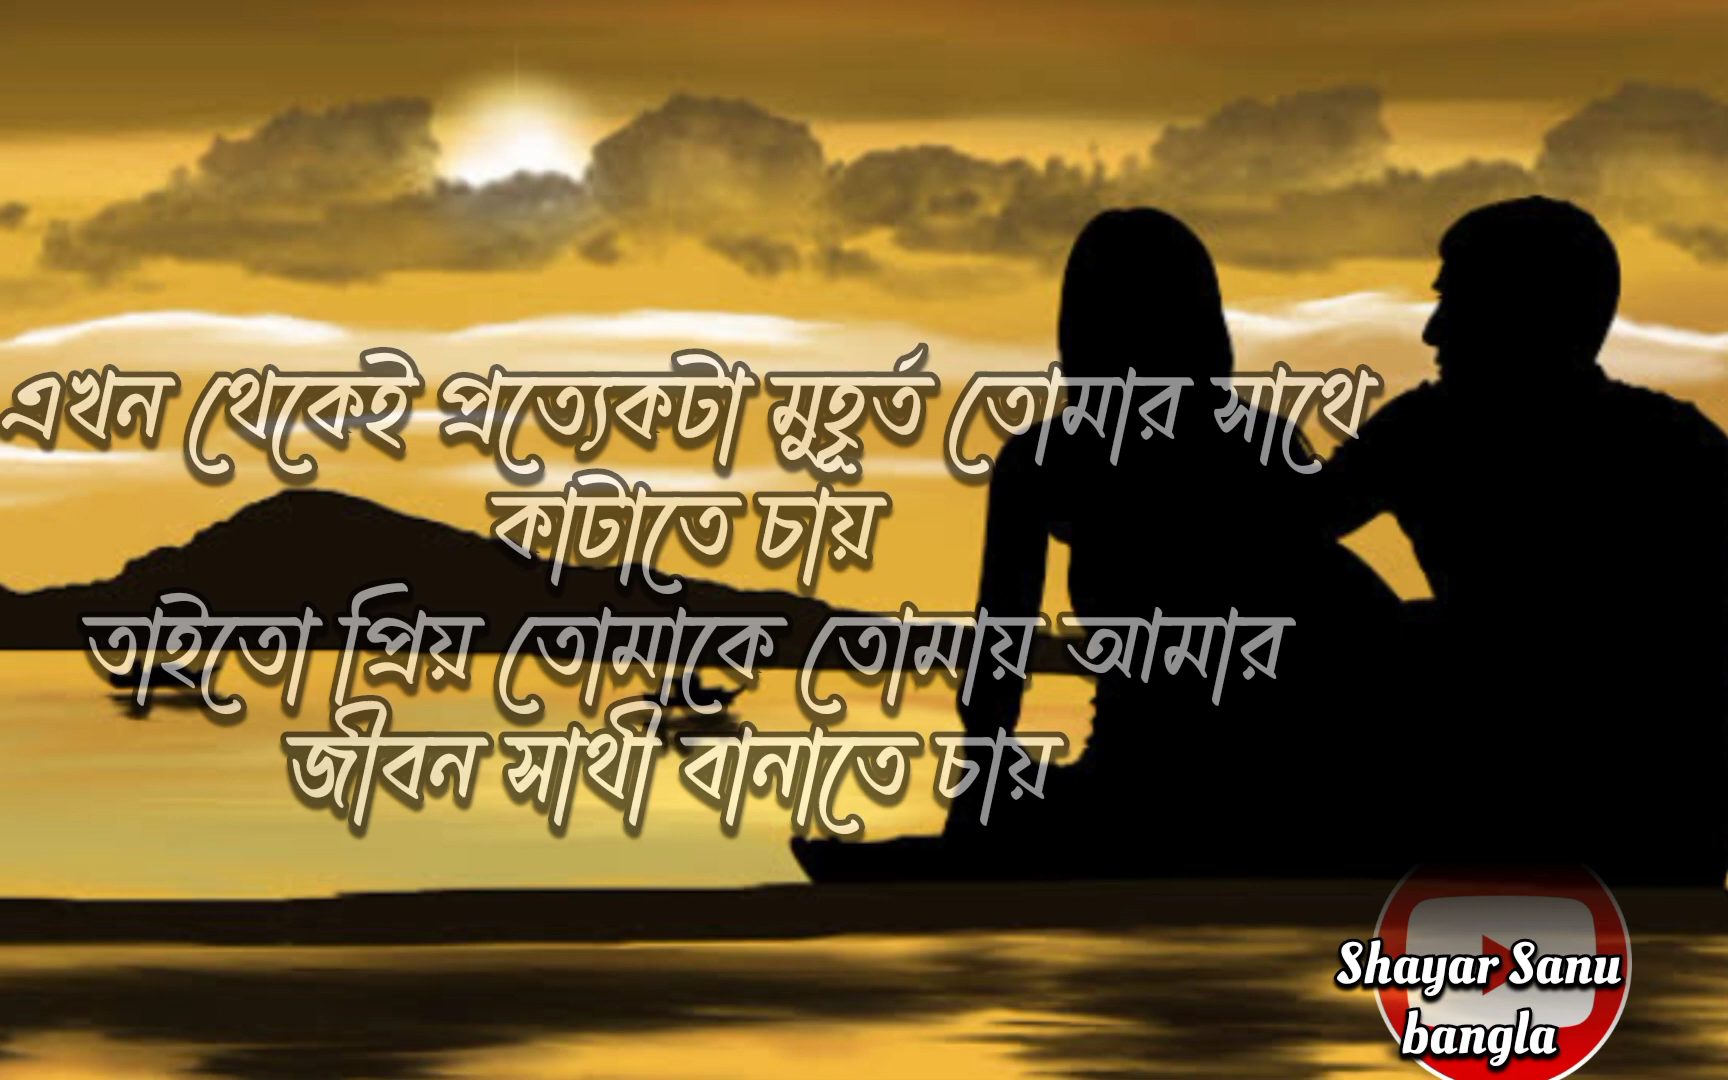 এখন থেকেই প্রত্যেকটা মুহূর্ত তোমার সাথে
কাটাতে চায়
তাইতো প্রিয় তোমাকে তোমায় আমার
জীবন সাথী বানাতে চায়
Shayar Sanu
bangla